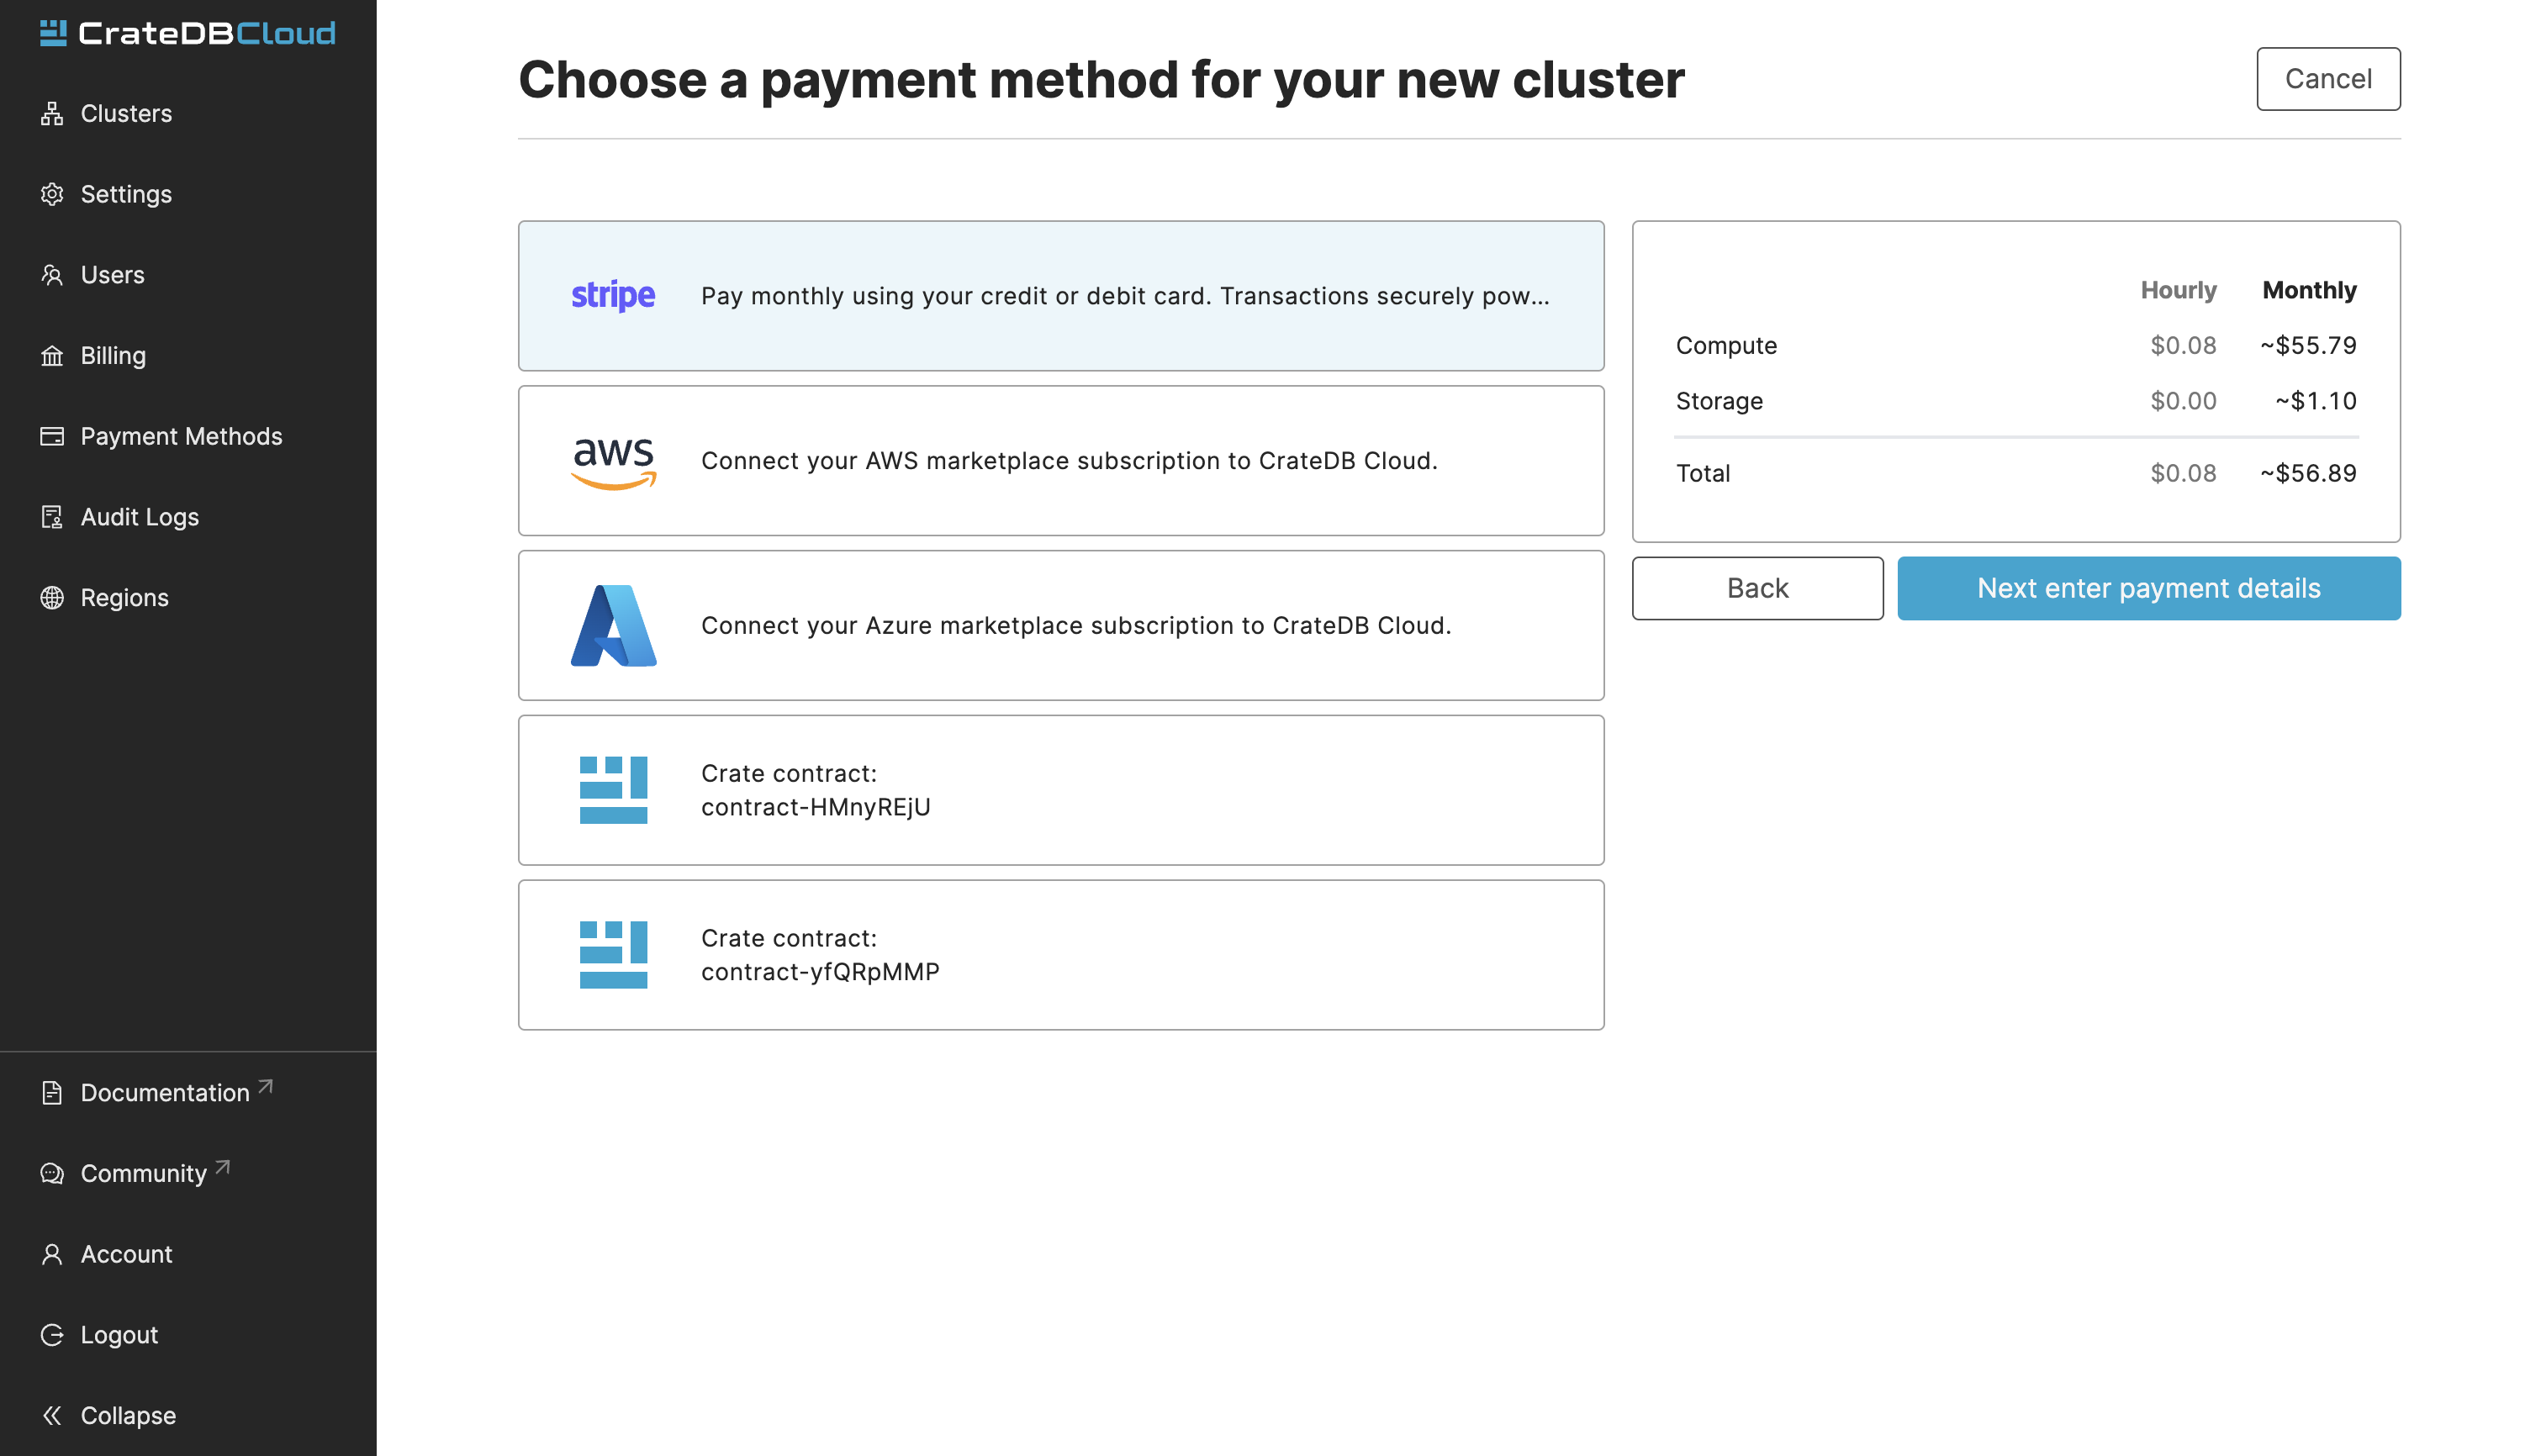 CrateDBCloud
Clusters
Settings
Users
Billing
Payment Methods
Audit Logs
Regions
Documentation
Community
Account
Logout
Collapse
Choose a payment method for your new cluster
Cancel
stripe
Pay monthly using your credit or debit card. Transactions securely pow...
aws
Connect your AWS marketplace subscription to CrateDB Cloud.
Connect your Azure marketplace subscription to CrateDB Cloud.
Crate contract:
contract-HMnyREjU
Crate contract:
contract-yfQRpMMP
Hourly Monthly
Compute $0.08 ~$55.79
Storage $0.00 ~$1.10
Total $0.08 ~$56.89
Back
Next enter payment details